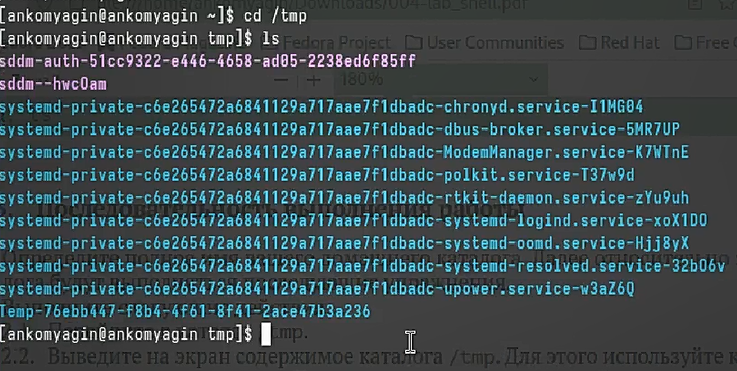 [ankomyagin@ankomyagin ~]$ cd /tmp
[ankomyagin@ankomyagin tmp]$ ls
sddm-auth-51cc9322-e446-4658-ad05-2238ed6f85ff
sddm--hwcOam
systemd-private-c6e265472a6841129a717aae7f1dbadc-chronyd.service-I1MG04
systemd-private-c6e265472a6841129a717aae7f1dbadc-dbus-broker.service-5MR7UP
systemd-private-c6e265472a6841129a717aae7f1dbadc-ModemManager.service-K7WTnE
systemd-private-c6e265472a6841129a717aae7f1dbadc-polkit.service-T37w9d
systemd-private-c6e265472a6841129a717aae7f1dbadc-rtkit-daemon.service-zYu9uh
systemd-private-c6e265472a6841129a717aae7f1dbadc-systemd-logind.service-xoX1DO
systemd-private-c6e265472a6841129a717aae7f1dbadc-systemd-oomd.service-Hjj8yX
systemd-private-c6e265472a6841129a717aae7f1dbadc-systemd-resolved.service-32bO6v
systemd-private-c6e265472a6841129a717aae7f1dbadc-upower.service-w3aZ6Q
Temp-76ebb447-f8b4-4f61-8f41-2ace47b3a236
[ankomyagin@ankomyagin tmp]$
Fedora Project User Communities Red Hat Free
180%
/tmp.
2.2. Выведите на экран содержимое каталога /tmp. Для этого используйте